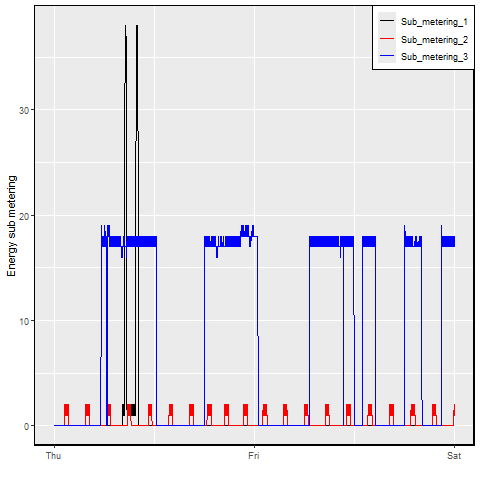 Sub_metering_1
Sub_metering_2
Sub_metering_3
Energy sub metering
30
20
10
0
Thu
Fri
Sat